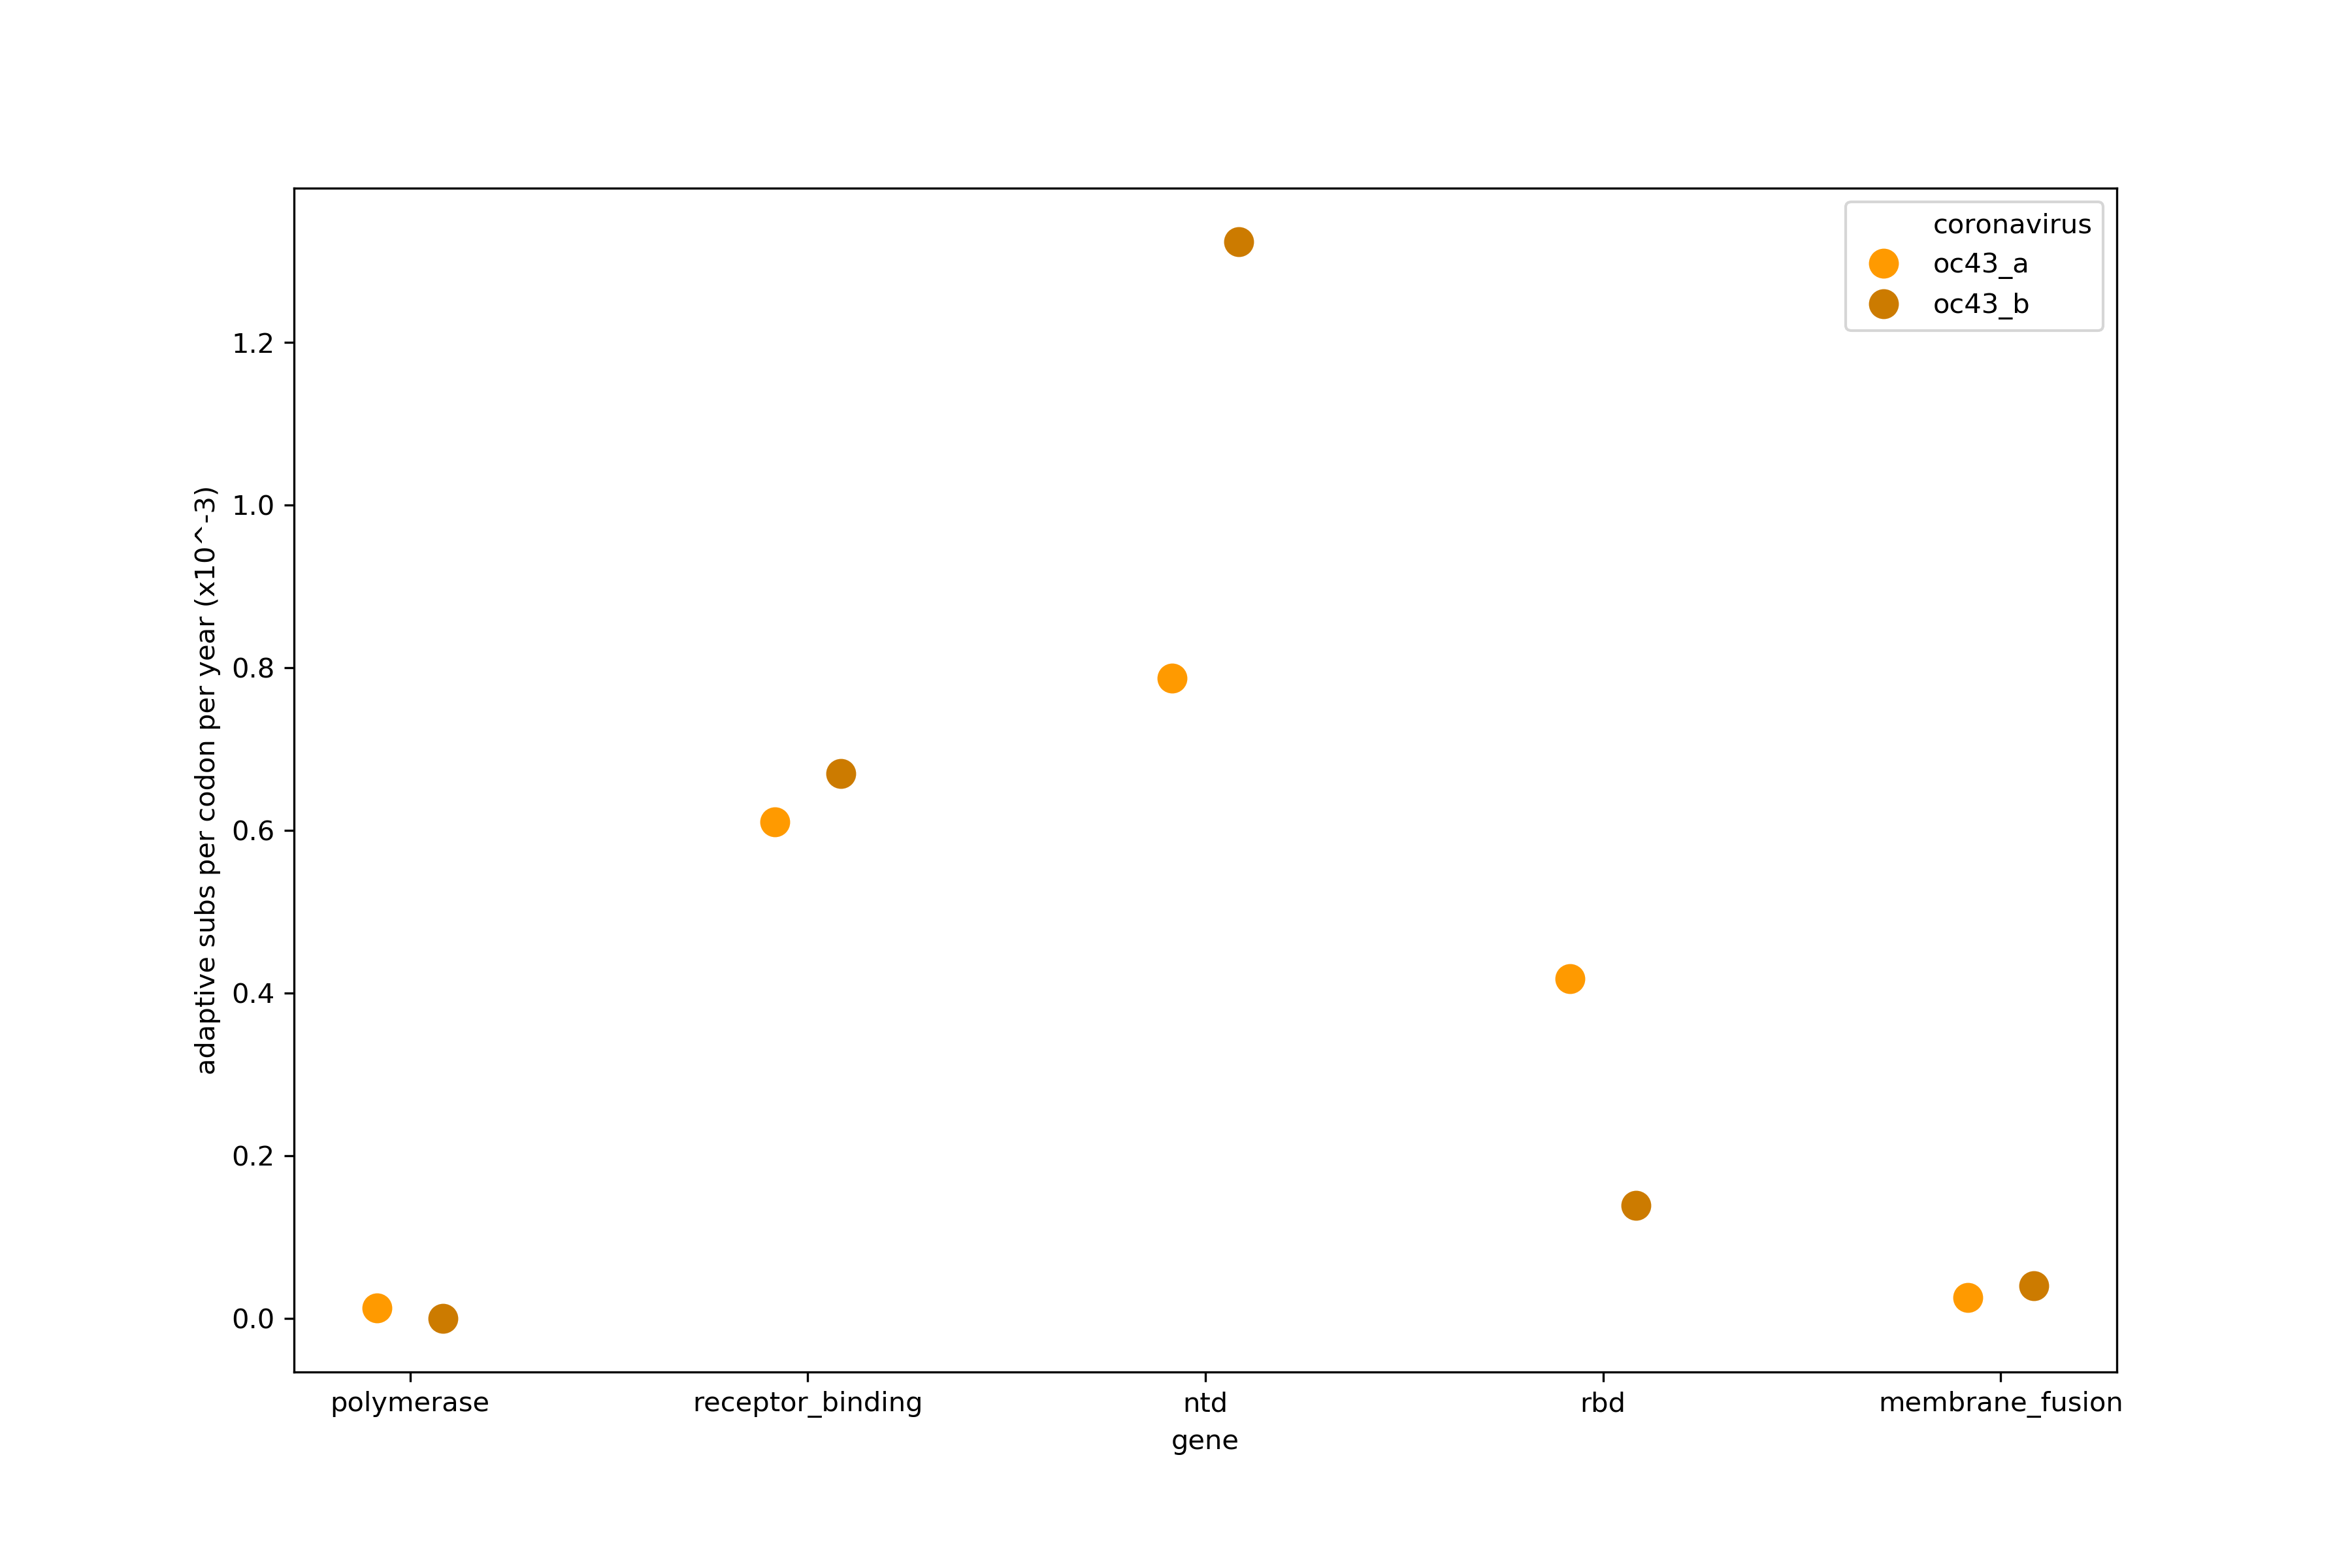 coronavirus
oc43_a
oc43_b
adaptive subs per codon per year (x10^-3)
1.2
1.0
0.8
0.6
0.4
0.2
0.0
polymerase receptor_binding ntd rbd membrane_fusion
gene